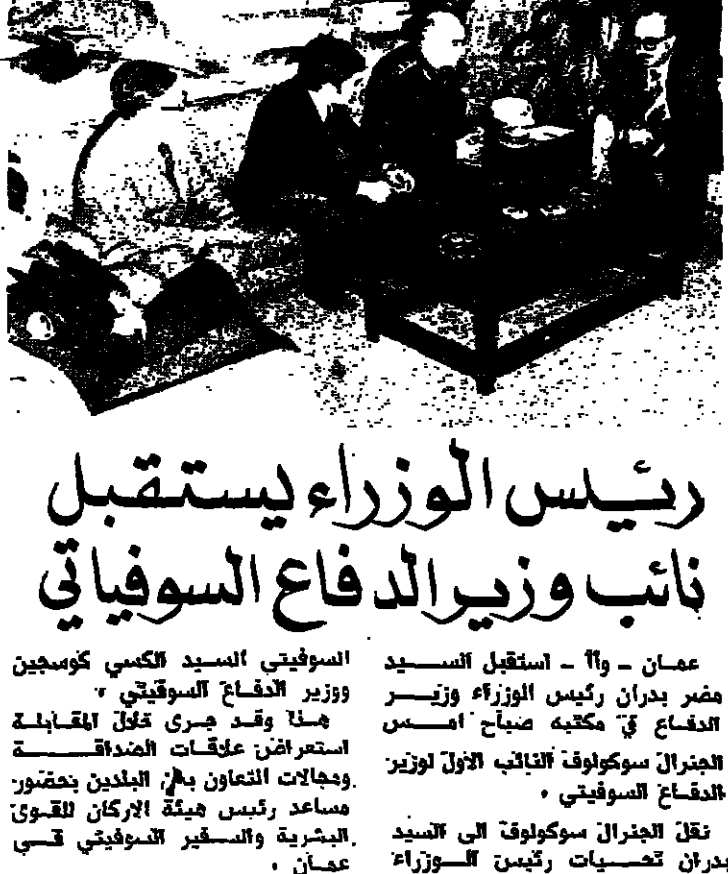 رئيس الوزراء يستقبل
نائب وزير الدفاع السوفياتي
عمان - وأأ - استقبل السيد
مضر بدران رئيس الوزراء وزير
الدفاع في مكتبه صباح امس
الجنرال سوكولوف النائب الاول لوزير
الدفاع السوفيتي .
نقل الجنرال سوكولوف الى السيد
بدران تحسيات رئيس الوزراء
السوفيتي السيد الكسي كوسجين
ووزير الدفاع السوفيتي .
هذا وقد جرى خلال المقابلة
استعراض علاقات الصداقة
ومجالات التعاون بين البلدين بحضور
مساعد رئيس هيئة الاركان للقوى
البشرية والسفير السوفيتي في
عمان .